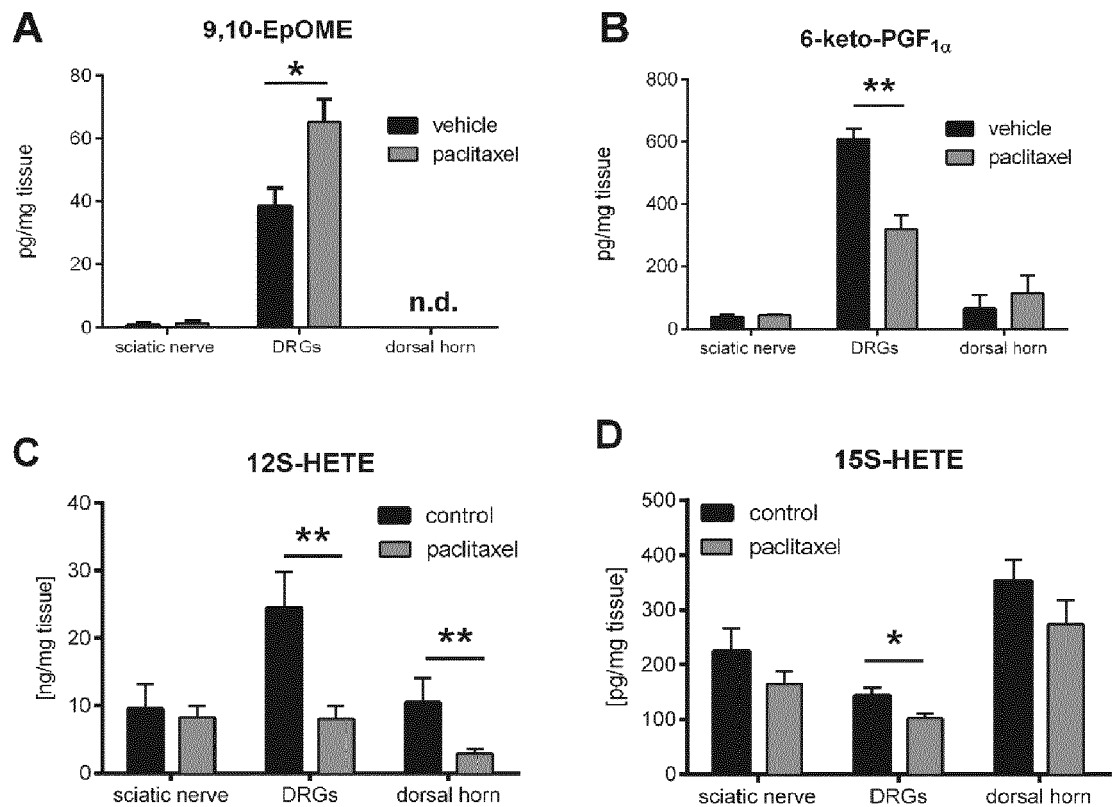 A
9,10-EpOME
pg/mg tissue
80
60
40
20
0
*
vehicle
paclitaxel
n.d.
sciatic nerve
DRGs
dorsal horn
B
6-keto-PGF1α
pg/mg tissue
800
600
400
200
0
**
vehicle
paclitaxel
sciatic nerve
DRGs
dorsal horn
C
12S-HETE
[ng/mg tissue]
40
30
20
10
0
**
**
control
paclitaxel
sciatic nerve
DRGs
dorsal horn
D
15S-HETE
[pg/mg tissue]
500
400
300
200
100
0
control
paclitaxel
*
sciatic nerve
DRGs
dorsal horn